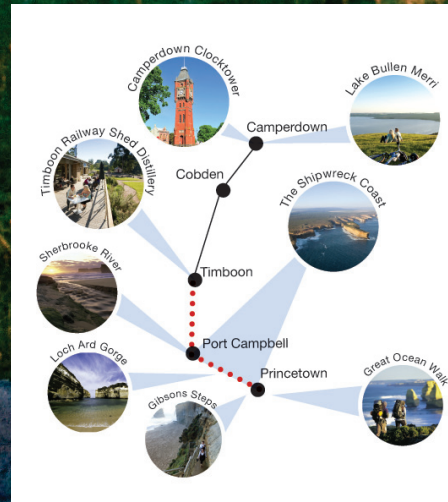 Camperdown Clocktower
Lake Bullen Merri
Camperdown
Timboon Railway Shed Distillery
Cobden
The Shipwreck Coast
Sherbrooke River
Timboon
Loch Ard Gorge
Port Campbell
Princetown
Great Ocean Walk
Gibsons Steps